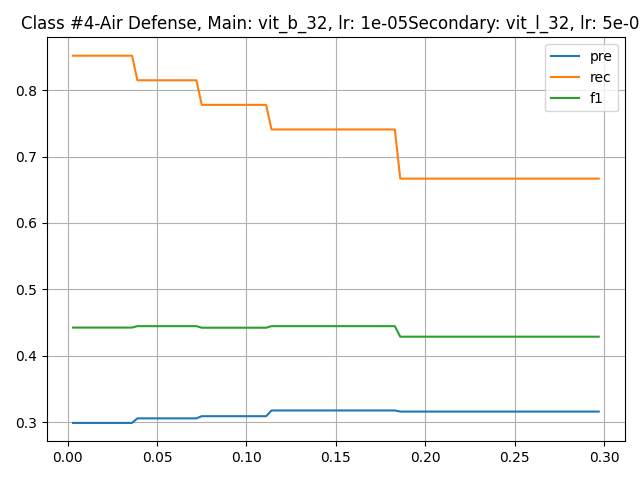 Class #4-Air Defense, Main: vit_b_32, lr: 1e-05Secondary: vit_l_32, lr: 5e-0
pre
rec
f1
0.8
0.7
0.6
0.5
0.4
0.3
0.00 0.05 0.10 0.15 0.20 0.25 0.30